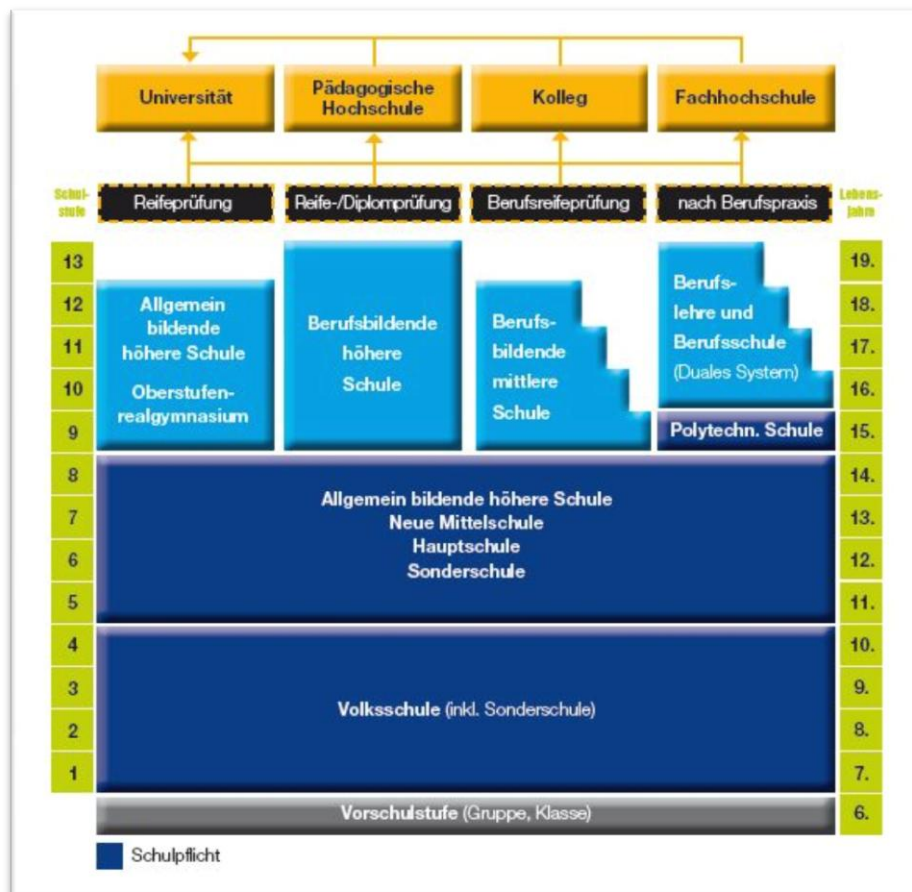 Universität
Pädagogische
Hochschule
Kolleg
Fachhochschule
Schul-
stufe
Reifeprüfung
Reife-/Diplomprüfung
Berufsreifeprüfung
nach Berufspraxis
Lebens-
jahre
13
12
11
10
9
8
7
6
5
4
3
2
1
Allgemein
bildende
höhere Schule
Oberstufen-
realgymnasium
Berufsbildende
höhere
Schule
Berufs-
bildende
mittlere
Schule
Berufs-
lehre und
Berufsschule
(Duales System)
Polytechn. Schule
Allgemein bildende höhere Schule
Neue Mittelschule
Hauptschule
Sonderschule
Volksschule (inkl. Sonderschule)
Vorschulstufe (Gruppe, Klasse)
19.
18.
17.
16.
15.
14.
13.
12.
11.
10.
9.
8.
7.
6.
Schulpflicht